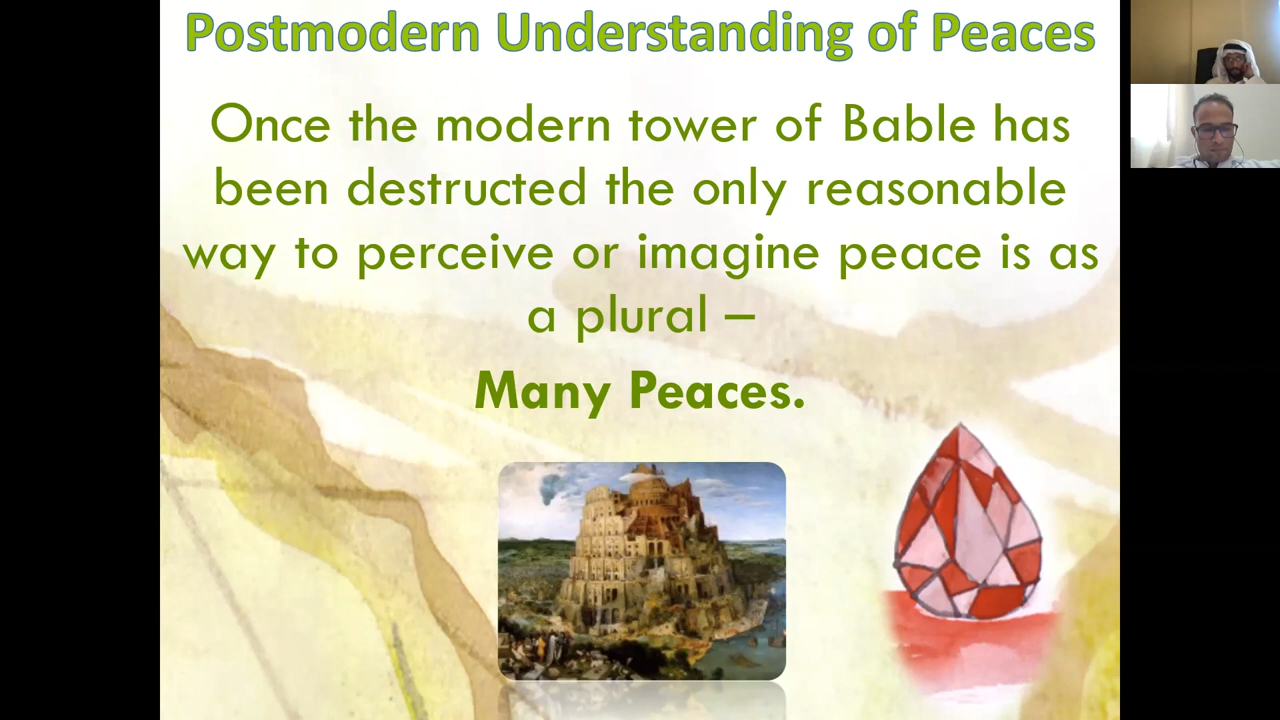 Postmodern Understanding of Peaces
Once the modern tower of Bable has
been destructed the only reasonable
way to perceive or imagine peace is as
a plural –
Many Peaces.